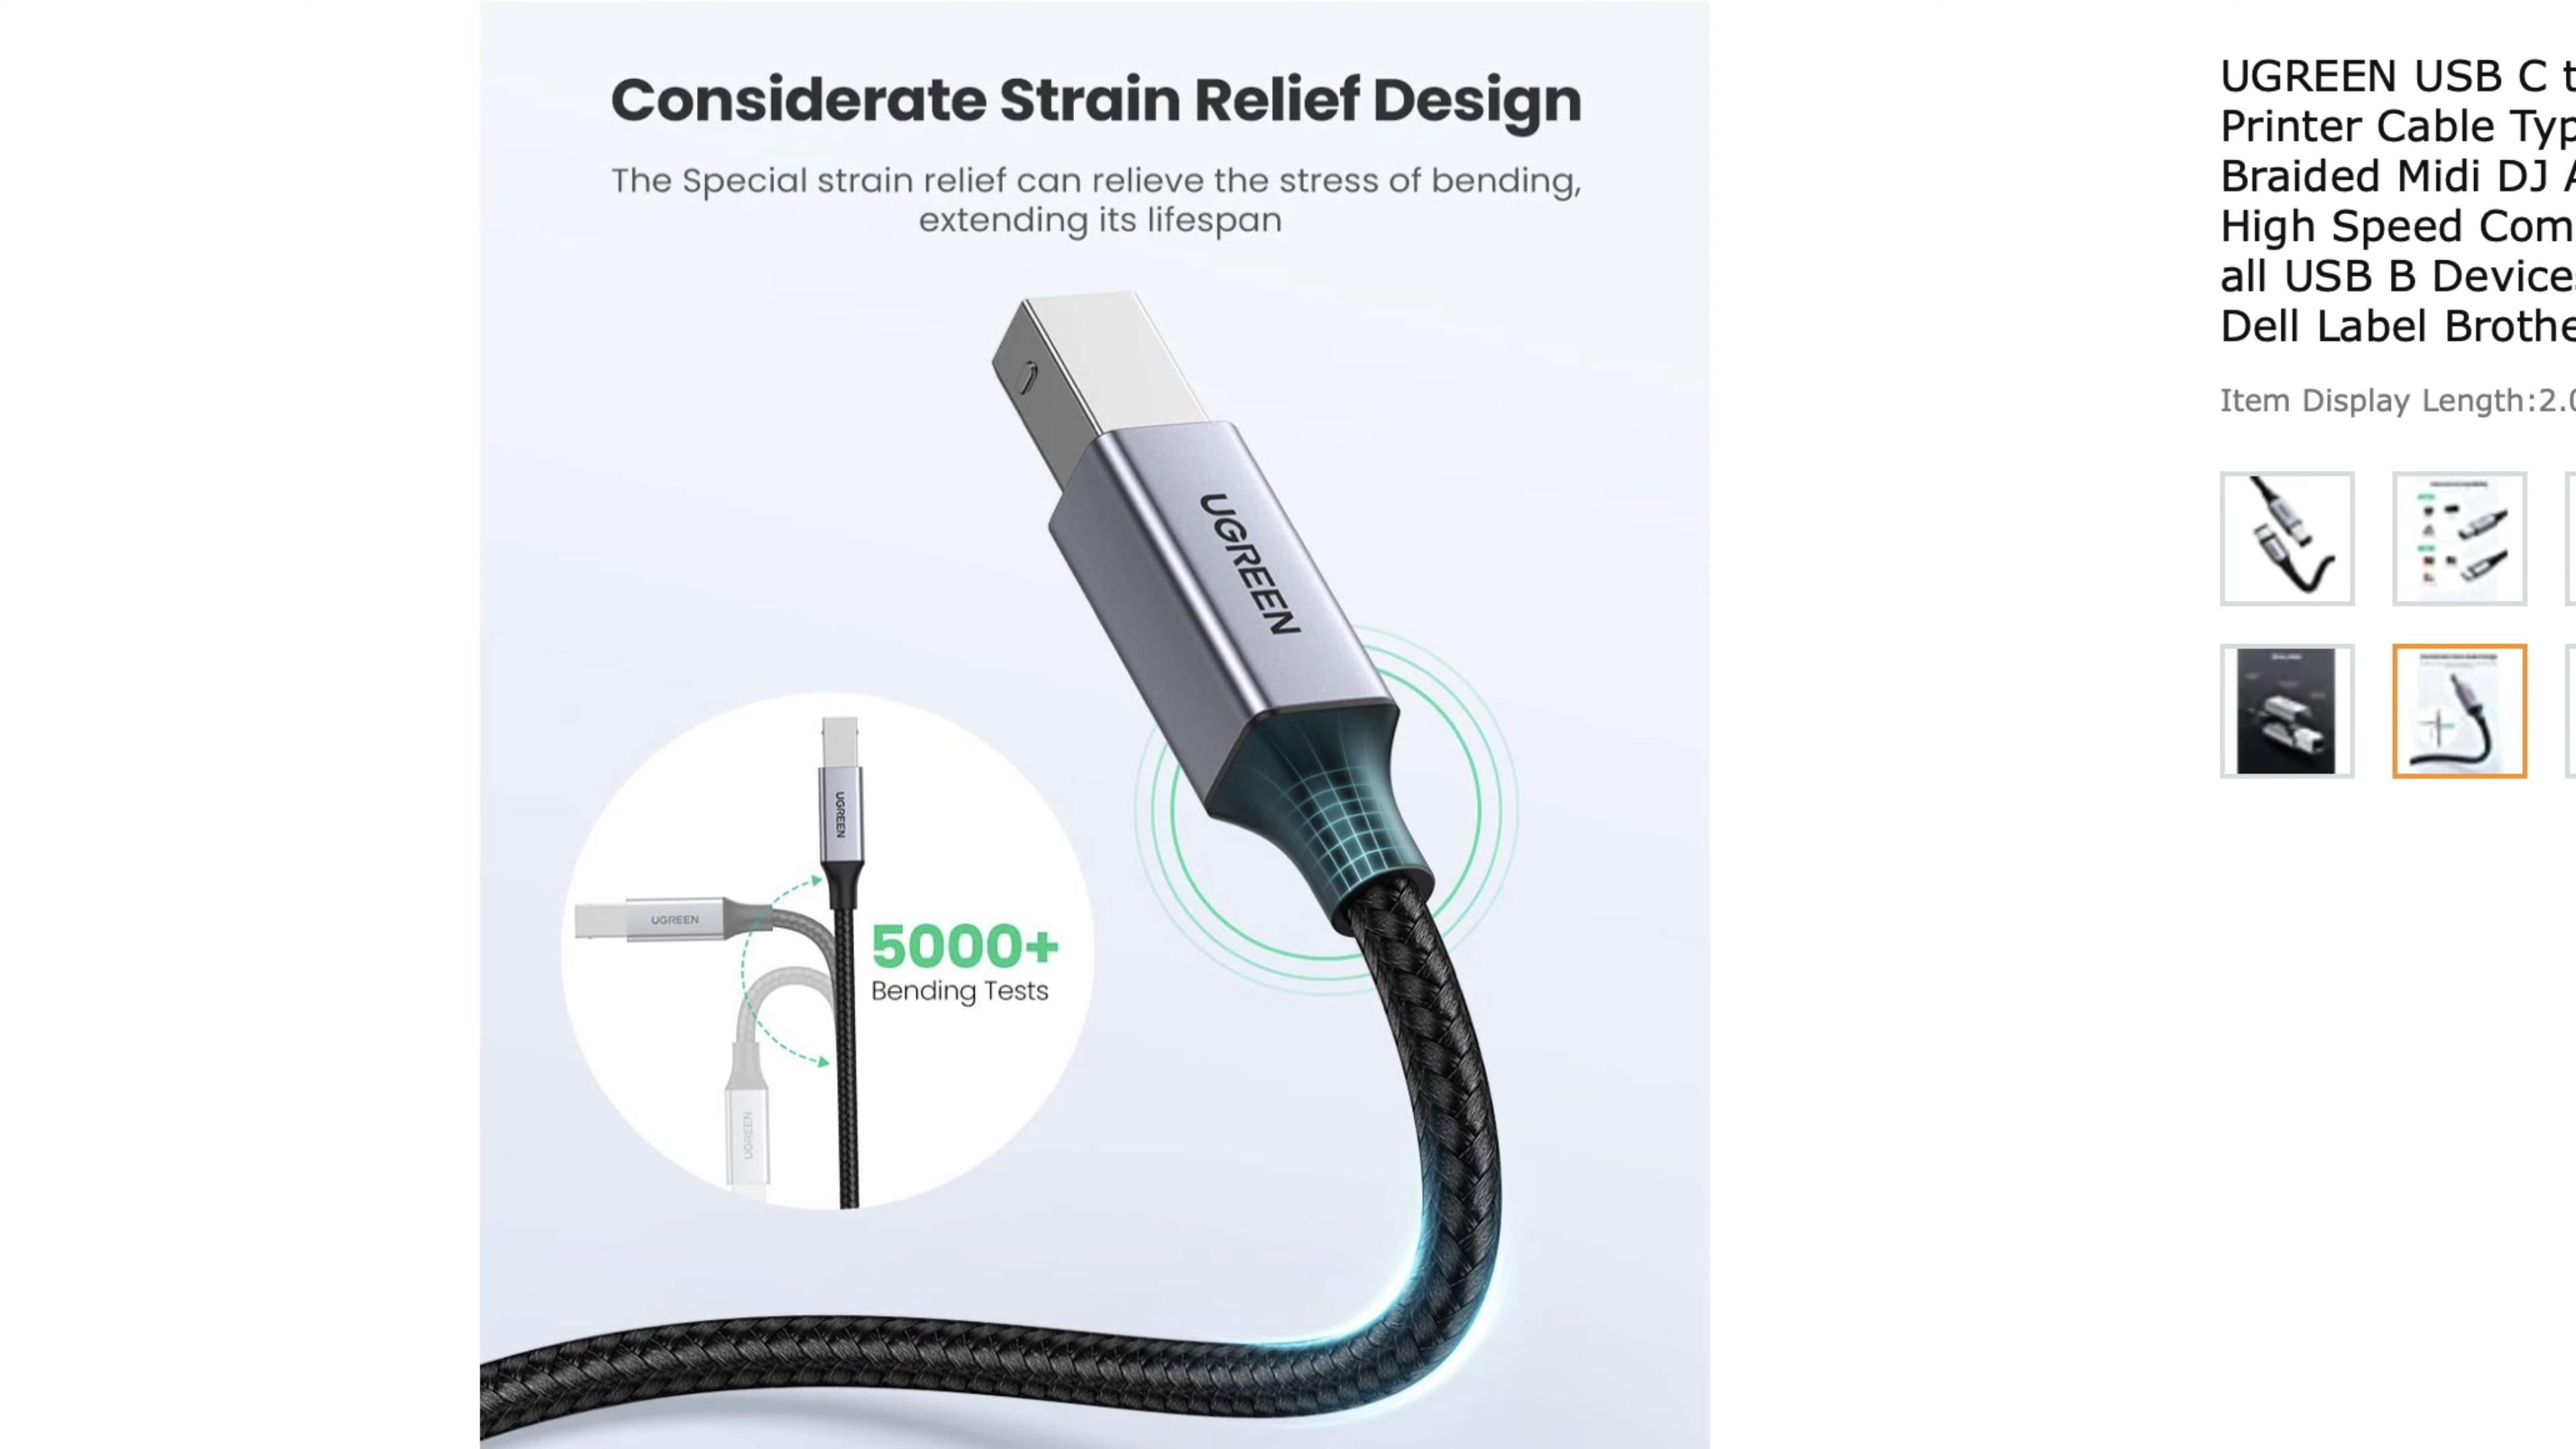 Considerate Strain Relief Design
The Special strain relief can relieve the stress of bending,
extending its lifespan
UGREEN
UGREEN
UGREEN
5000+
Bending Tests
UGREEN
UGREEN USB C
Printer Cable
Braided Midi DJ
High Speed
all USB B
Dell Label
Item Display Length:2.0